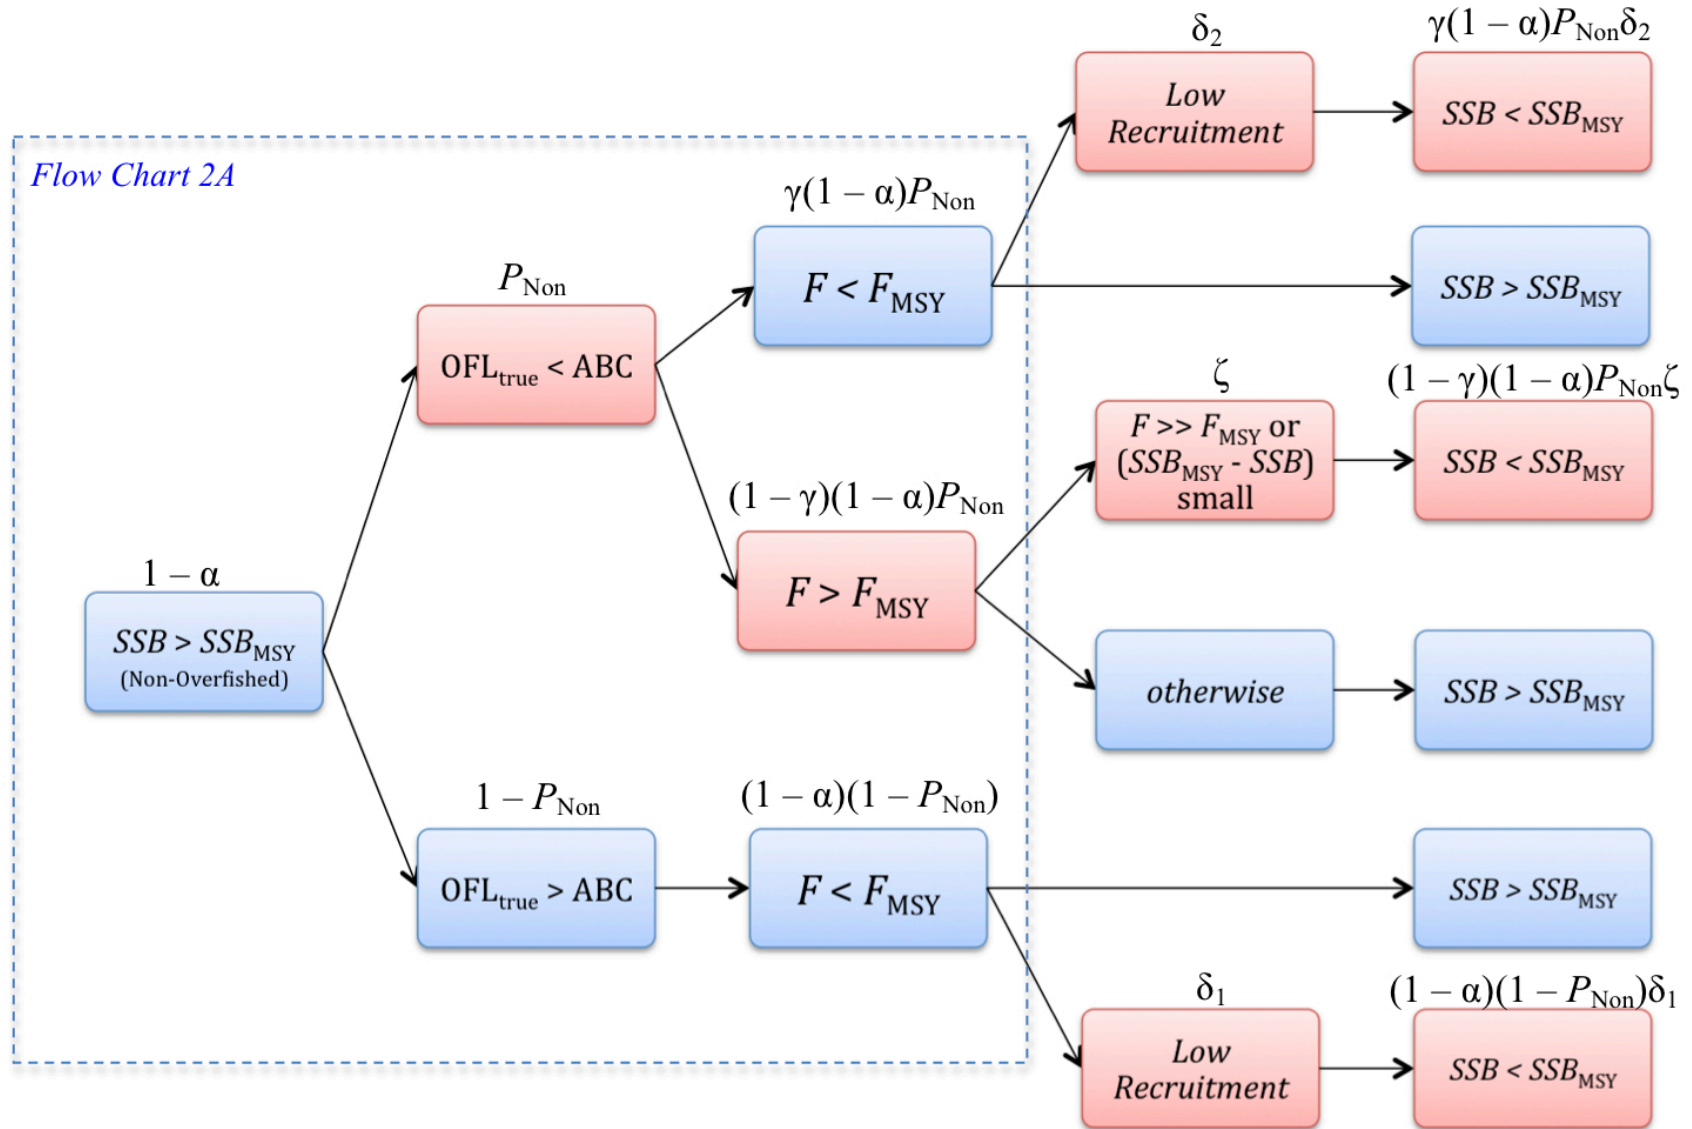 δ2
γ(1 – α)PNonδ2
Low
Recruitment
SSB < SSBMSY
Flow Chart 2A
γ(1 – α)PNon
F < FMSY
SSB > SSBMSY
PNon
OFLtrue < ABC
ζ
(1 – γ)(1 – α)PNonζ
F >> FMSY or
(SSBMSY - SSB)
small
SSB < SSBMSY
(1 – γ)(1 – α)PNon
F > FMSY
1 – α
SSB > SSBMSY
(Non-Overfished)
otherwise
SSB > SSBMSY
1 – PNon
OFLtrue > ABC
(1 – α)(1 – PNon)
F < FMSY
SSB > SSBMSY
δ1
(1 – α)(1 – PNon)δ1
Low
Recruitment
SSB < SSBMSY